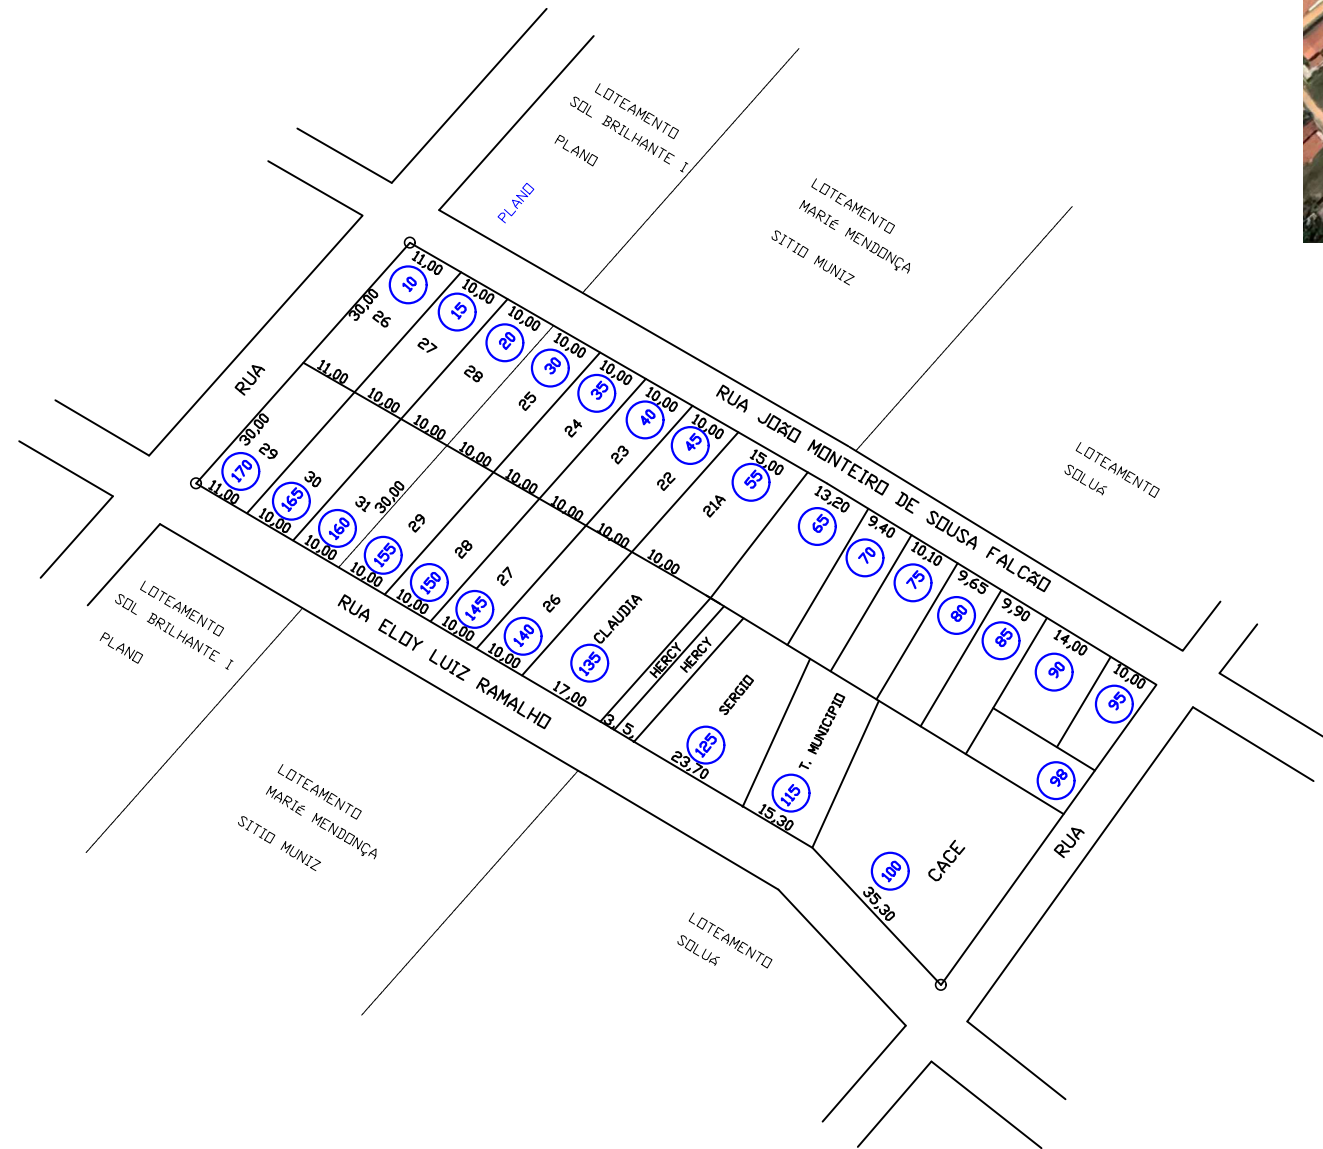 LOTEAMENTO
SOL BRILHANTE I
PLANO
PLANO
LOTEAMENTO
MARIÉ MENDONÇA
SITIO MUNIZ
LOTEAMENTO
SOLUÁ
RUA JOÃO MONTEIRO DE SOUSA FALCÃO
11,00
10,00
10,00
10,00
10,00
10,00
10,00
15,00
13,20
9.40
10,10
9,65
9,90
14,00
10,00
10
15
20
30
35
40
45
55
65
70
75
80
85
90
95
98
30,00
26
27
28
25
24
23
22
21A
RUA
11,00
10,00
10,00
10,00
10,00
10,00
10,00
10,00
30,00
29
30
31
30,00
29
28
27
26
CLAUDIA
HERCY
HERCY
SERGIO
T. MUNICIPIO
CACE
RUA
170
165
160
155
150
145
140
135
125
115
100
11,00
10,00
10,00
10,00
10,00
10,00
10,00
17,00
3,
5,
23,70
15,30
35,30
RUA ELOY LUIZ RAMALHO
LOTEAMENTO
SOL BRILHANTE I
PLANO
LOTEAMENTO
MARIÉ MENDONÇA
SITIO MUNIZ
LOTEAMENTO
SOLUÁ